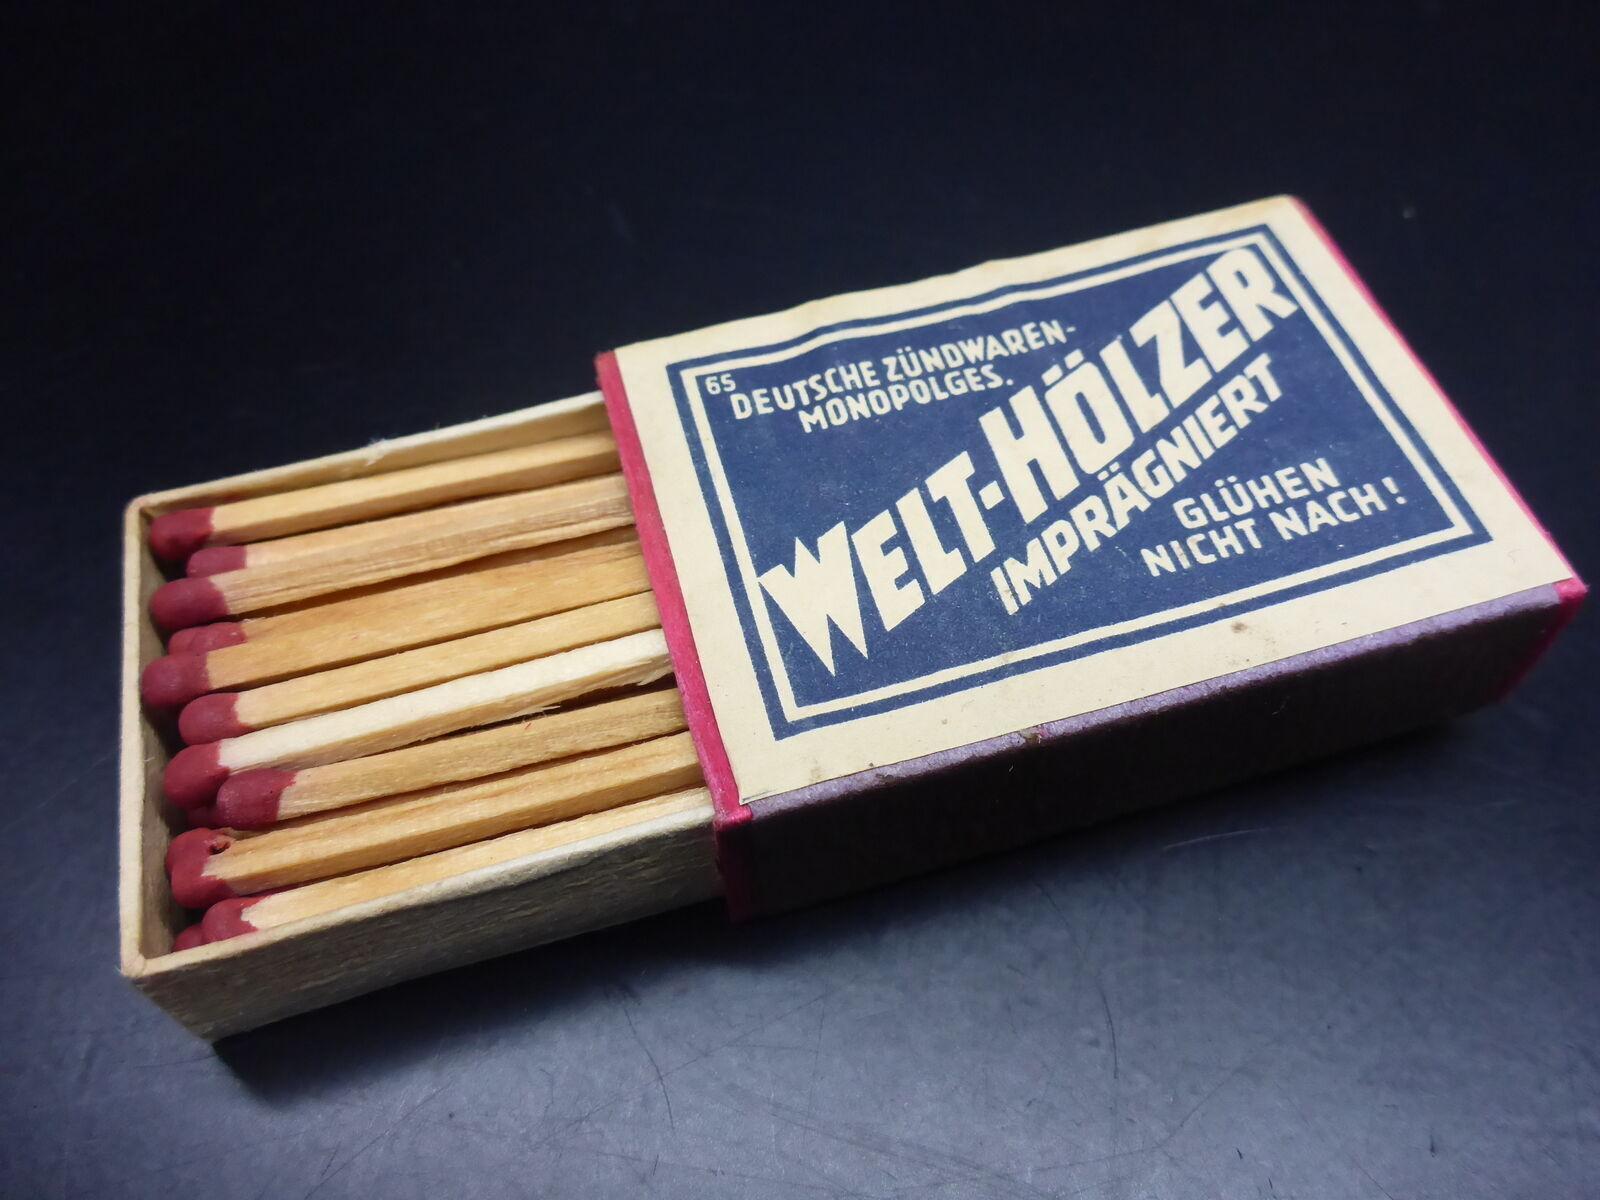 65
DEUTSCHE ZÜNDWAREN-
MONOPOLGES.
WELT-HÖLZER
IMPRÄGNIERT
GLÜHEN
NICHT NACH!